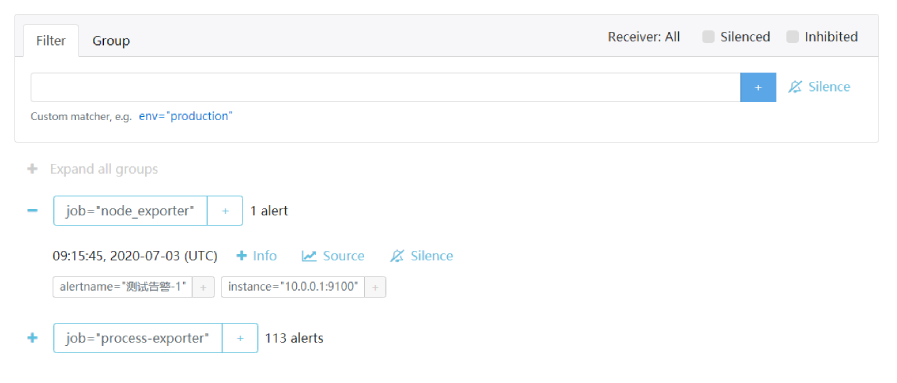 Filter Group Receiver: All Silenced Inhibited
+ Silence
Custom matcher, e.g. env="production"
+ Expand all groups
− job="node_exporter" + 1 alert
09:15:45, 2020-07-03 (UTC) + Info Source Silence
alertname="测试告警-1" + instance="10.0.0.1:9100" +
+ job="process-exporter" + 113 alerts